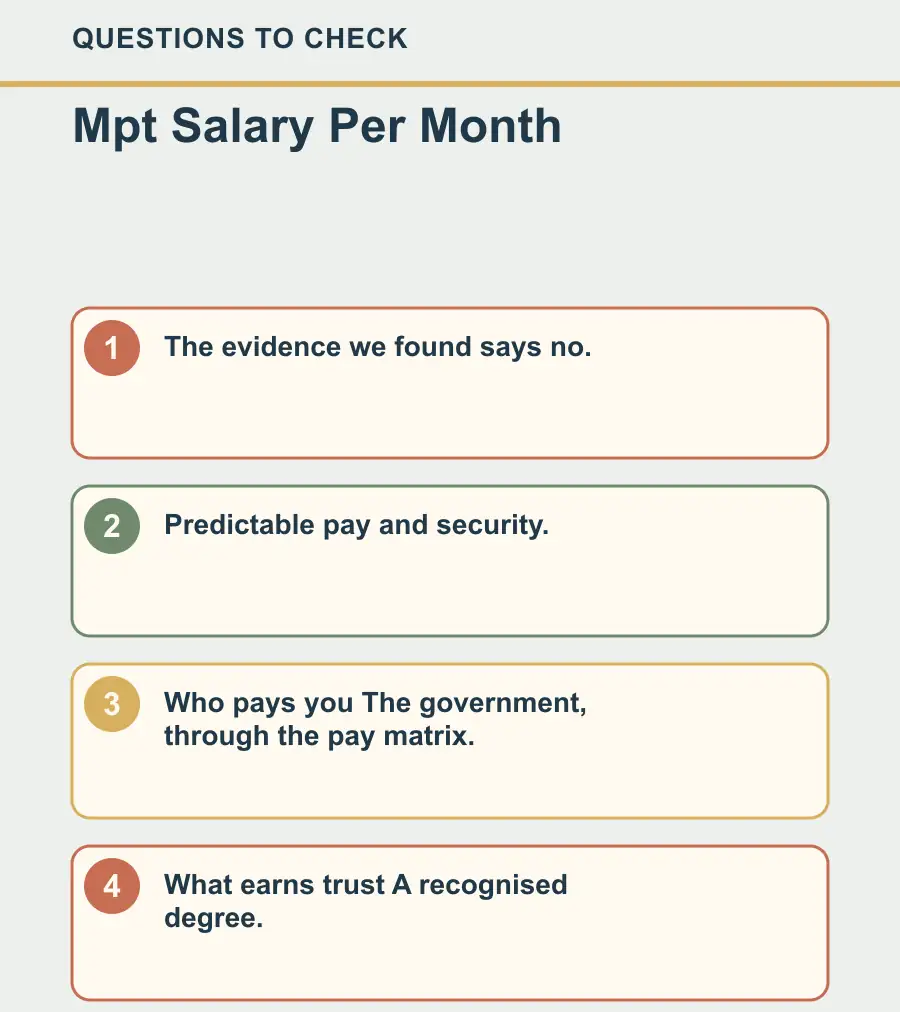 QUESTIONS TO CHECK
Mpt Salary Per Month
1
The evidence we found says no.
2
Predictable pay and security.
3
Who pays you The government,
through the pay matrix.
4
What earns trust A recognised
degree.